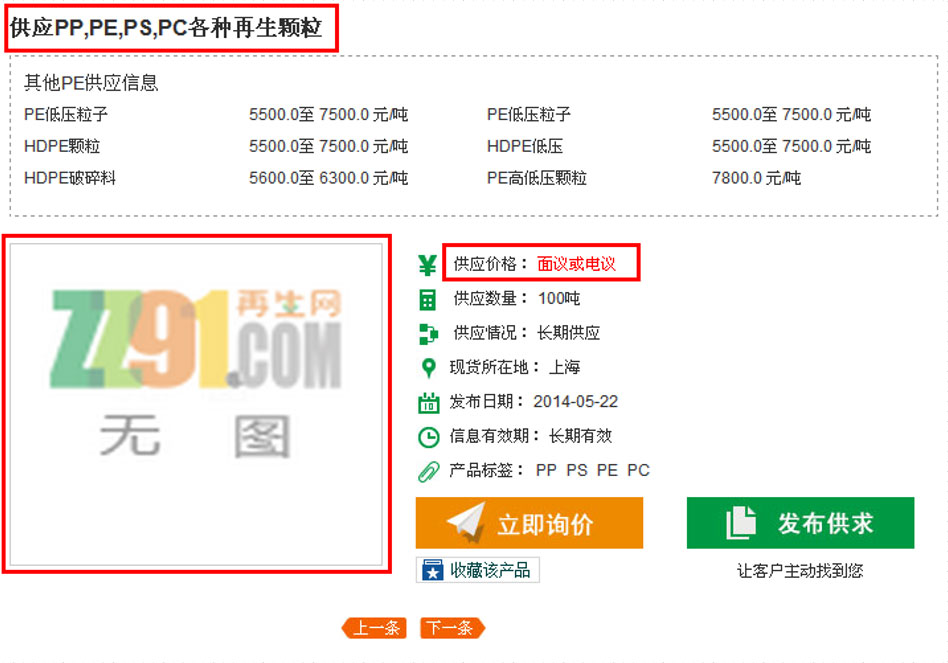 供应PP,PE,PS,PC各种再生颗粒
其他PE供应信息
PE低压粒子 5500.0至 7500.0 元/吨 PE低压粒子 5500.0至 7500.0 元/吨
HDPE颗粒 5500.0至 7500.0 元/吨 HDPE低压 5500.0至 7500.0 元/吨
HDPE破碎料 5600.0至 6300.0 元/吨 PE高低压颗粒 7800.0 元/吨
ZZ91.COM 再生网
无 图
¥ 供应价格： 面议或电议
供应数量： 100吨
供应情况： 长期供应
现货所在地： 上海
10 发布日期： 2014-05-22
信息有效期： 长期有效
产品标签： PP PS PE PC
立即询价 发布供求
收藏该产品 让客户主动找到您
上一条 下一条